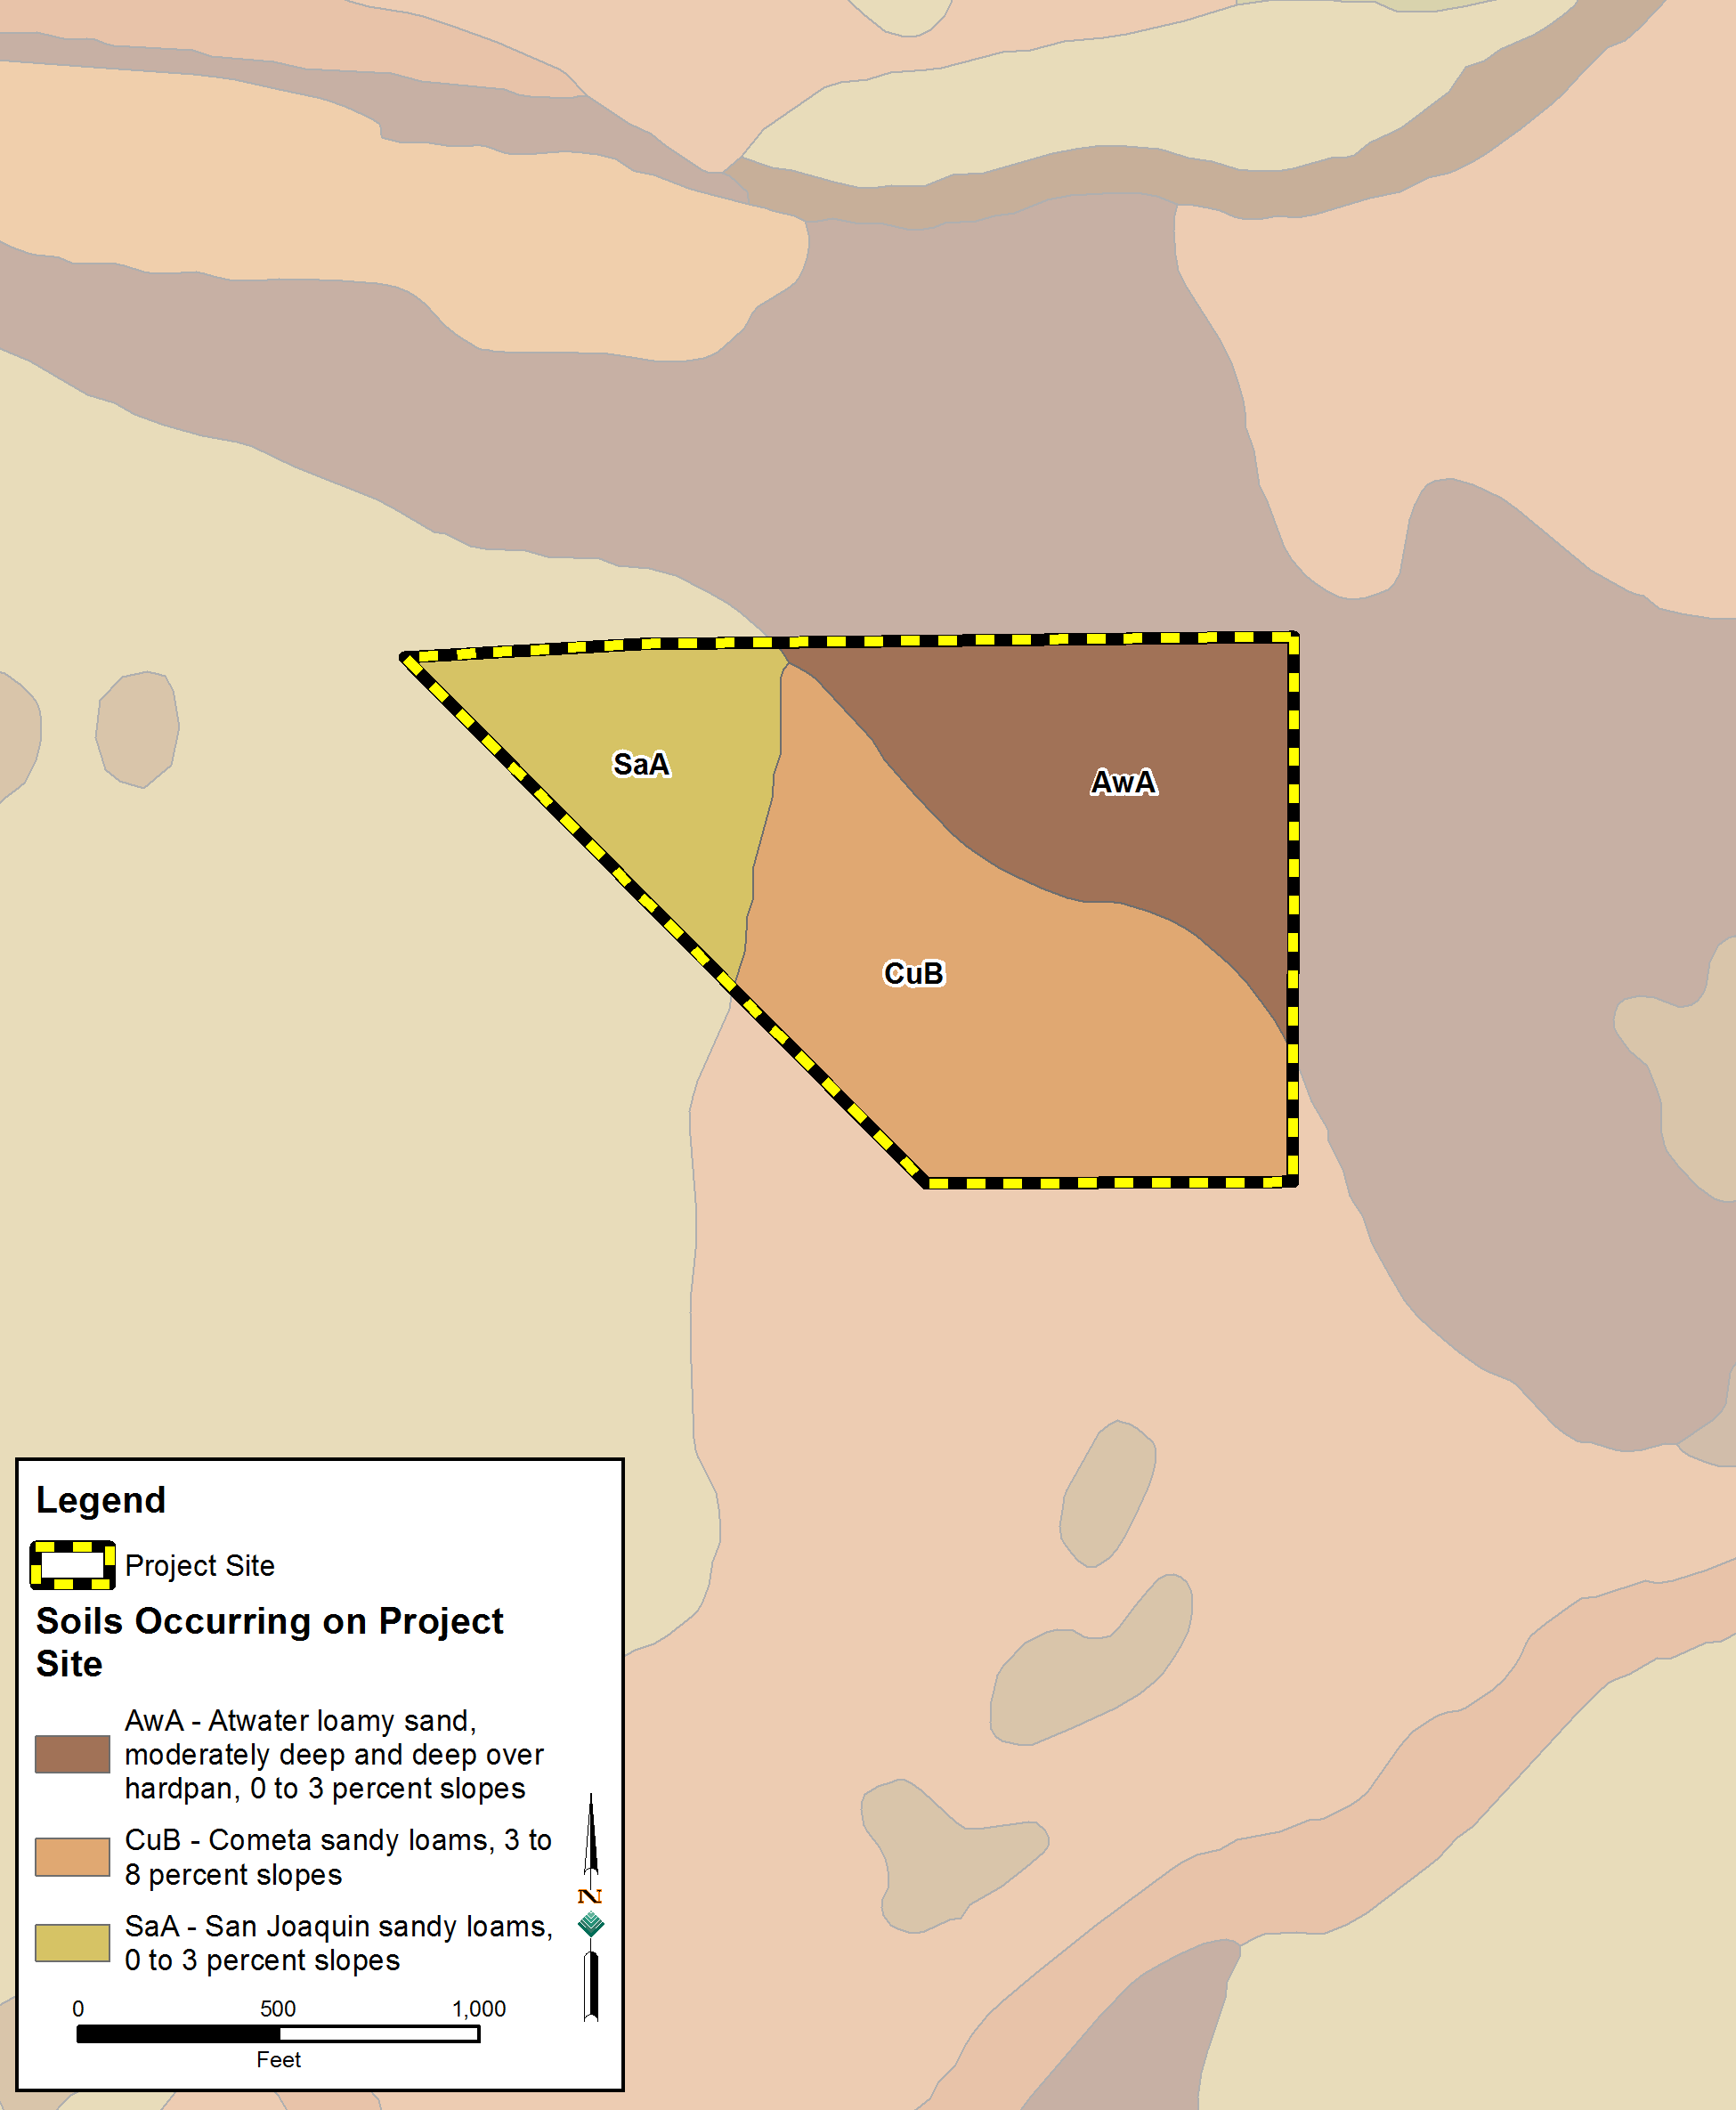 SaA
AwA
CuB
Legend
Project Site
Soils Occurring on Project
Site
AwA - Atwater loamy sand,
moderately deep and deep over
hardpan, 0 to 3 percent slopes
CuB - Cometa sandy loams, 3 to
8 percent slopes
SaA - San Joaquin sandy loams,
0 to 3 percent slopes
N
0 500 1,000
Feet